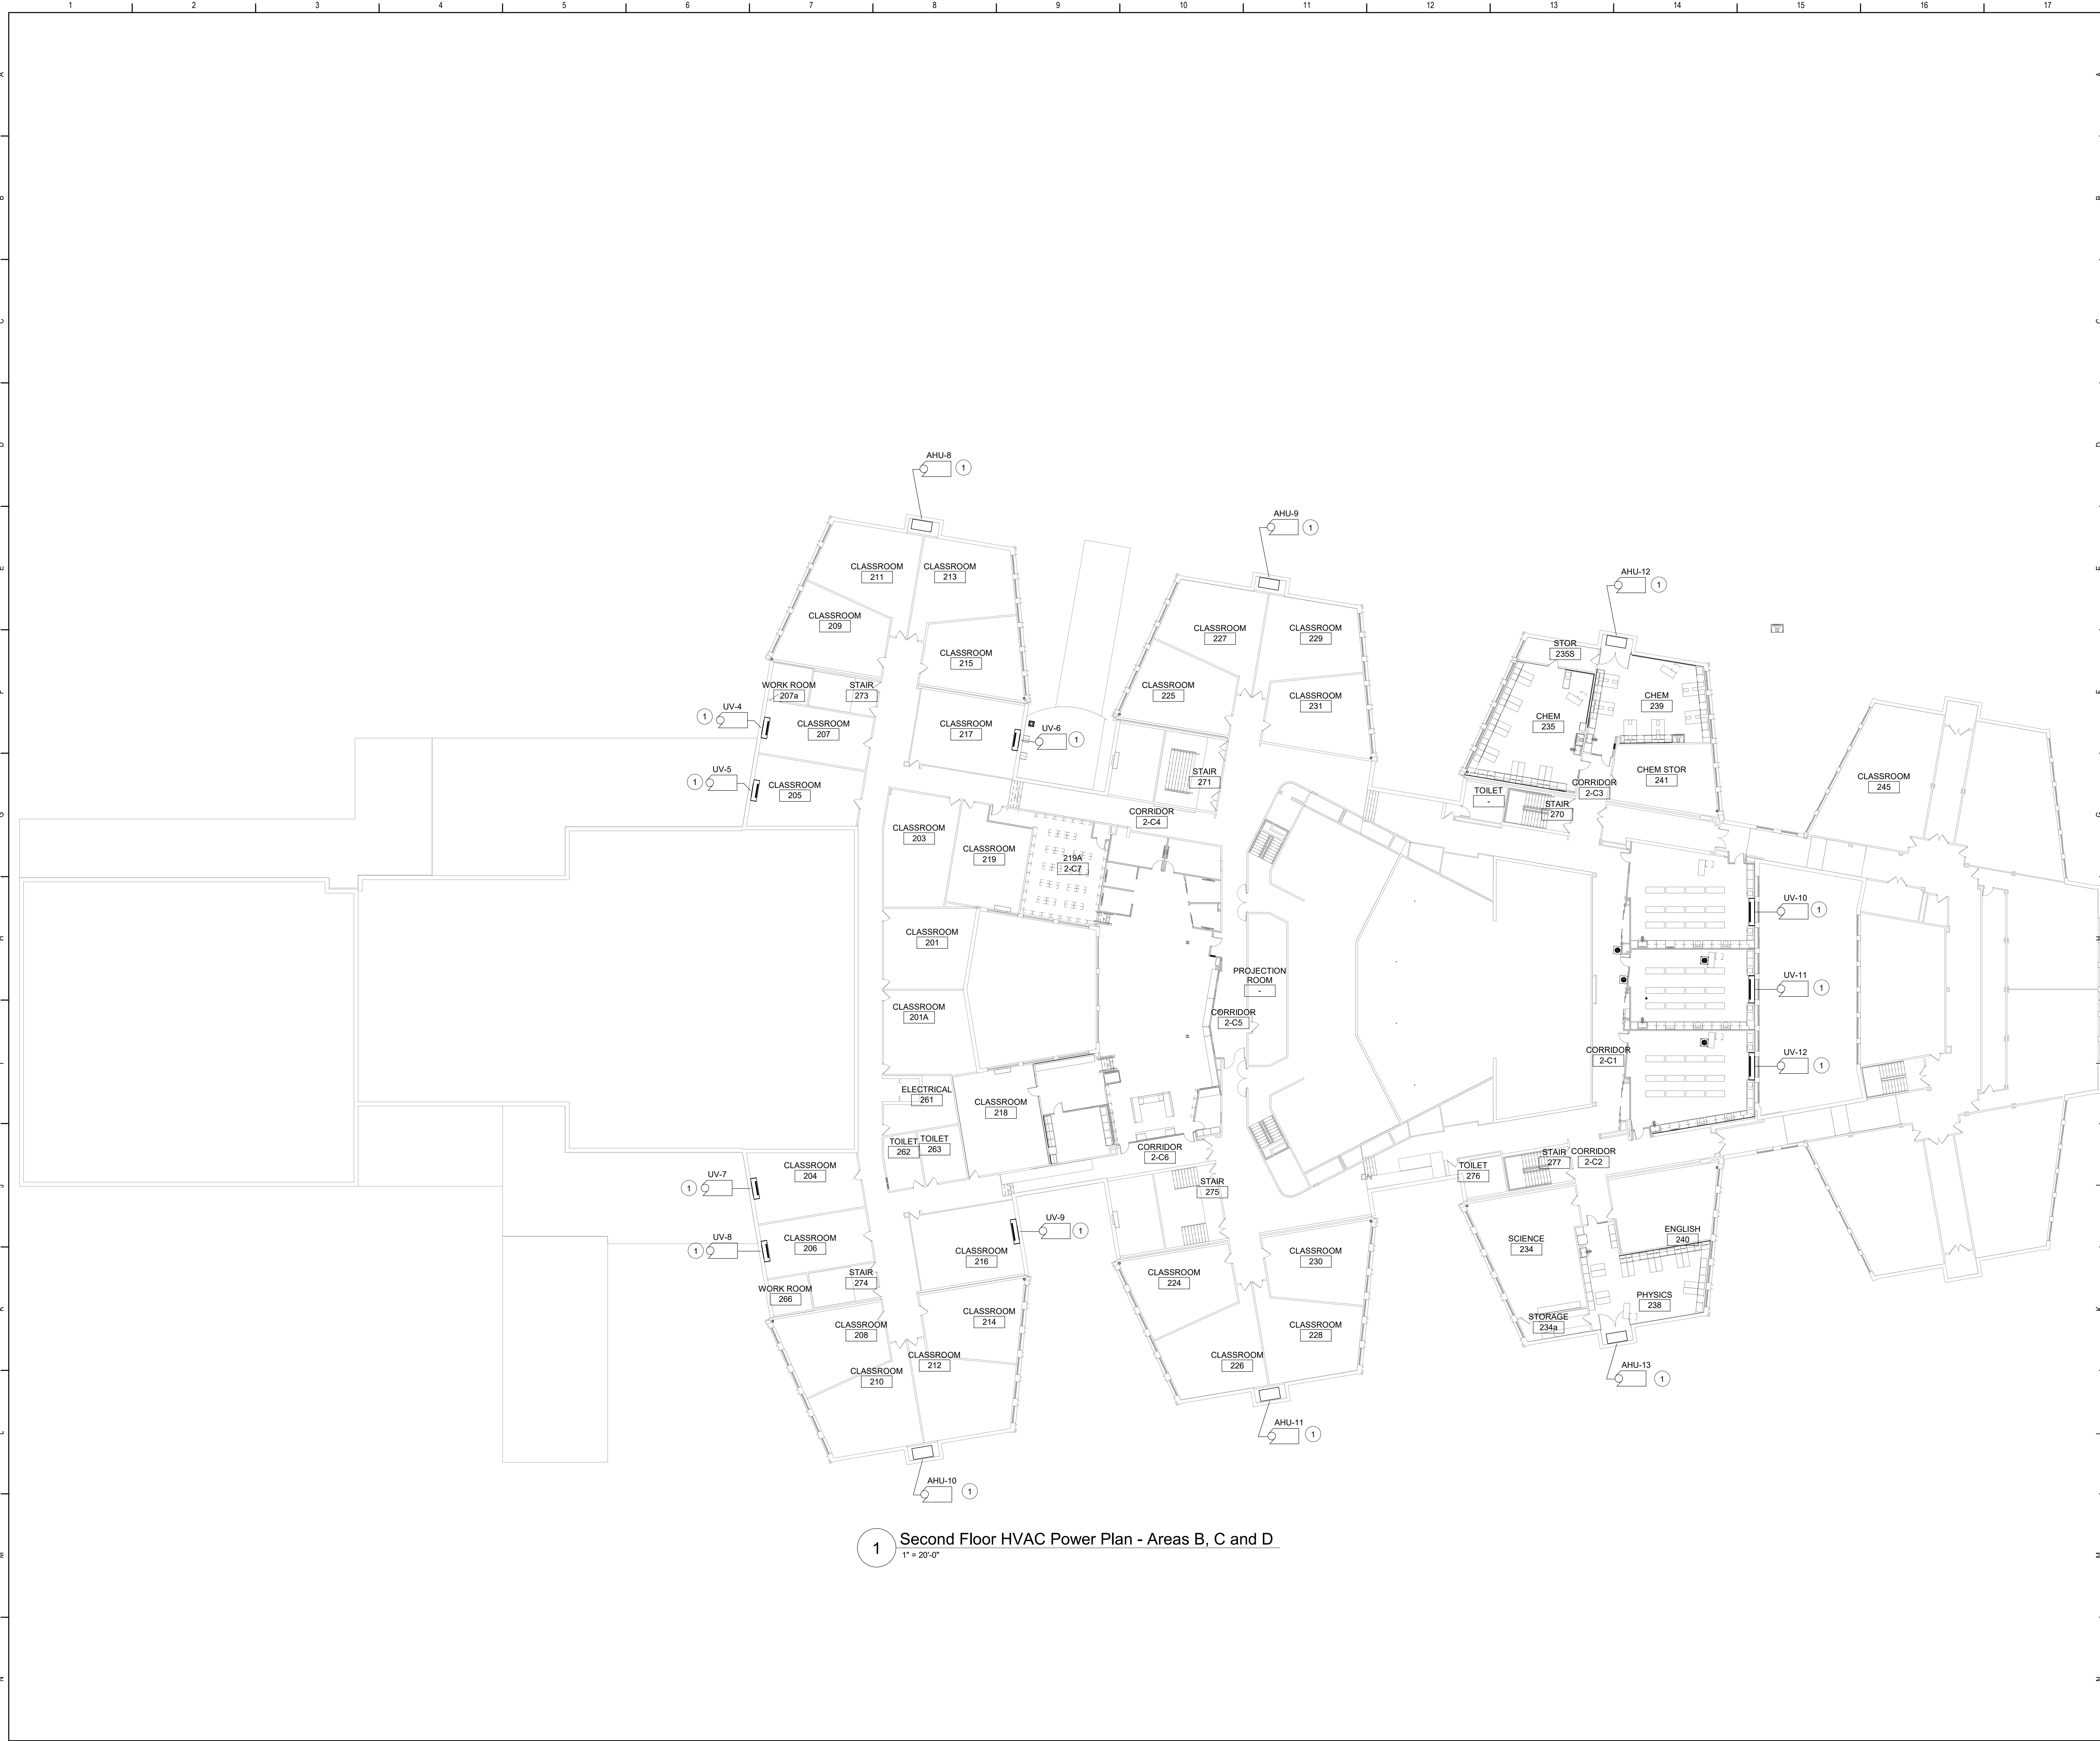 1 2 3 4 5 6 7 8 9 10 11 12 13 14 15 16 17
A A
B B
C C
D D
AHU-8
1
AHU-9
1
E E
CLASSROOM
211
CLASSROOM
213
AHU-12
1
CLASSROOM
209
CLASSROOM
227
CLASSROOM
229
CLASSROOM
215
STOR
235S
F F
WORK ROOM
207a
STAIR
273
CLASSROOM
225
CLASSROOM
231
CHEM
239
UV-4
1
CLASSROOM
207
CLASSROOM
217
UV-6
1
CHEM
235
UV-5
1
CLASSROOM
205
STAIR
271
CORRIDOR
2-C3
CHEM STOR
241
CLASSROOM
245
TOILET
-
STAIR
270
G G
CORRIDOR
2-C4
CLASSROOM
203
CLASSROOM
219
219A
2-C7
UV-10
1
CLASSROOM
201
H H
PROJECTION
ROOM
-
UV-11
1
CLASSROOM
201A
CORRIDOR
2-C5
CORRIDOR
2-C1
UV-12
1
I I
ELECTRICAL
261
CLASSROOM
218
TOILET
262
TOILET
263
CORRIDOR
2-C6
STAIR
277
CORRIDOR
2-C2
CLASSROOM
204
TOILET
276
DN
UV-7
1
STAIR
275
J J
UV-9
1
UV-8
1
CLASSROOM
206
CLASSROOM
216
CLASSROOM
230
SCIENCE
234
ENGLISH
240
STAIR
274
CLASSROOM
224
WORK ROOM
266
PHYSICS
238
K K
CLASSROOM
208
CLASSROOM
214
CLASSROOM
228
STORAGE
234a
CLASSROOM
212
CLASSROOM
226
CLASSROOM
210
AHU-13
1
L L
AHU-11
1
AHU-10
1
1 Second Floor HVAC Power Plan - Areas B, C and D
1" = 20'-0"
M M
N N